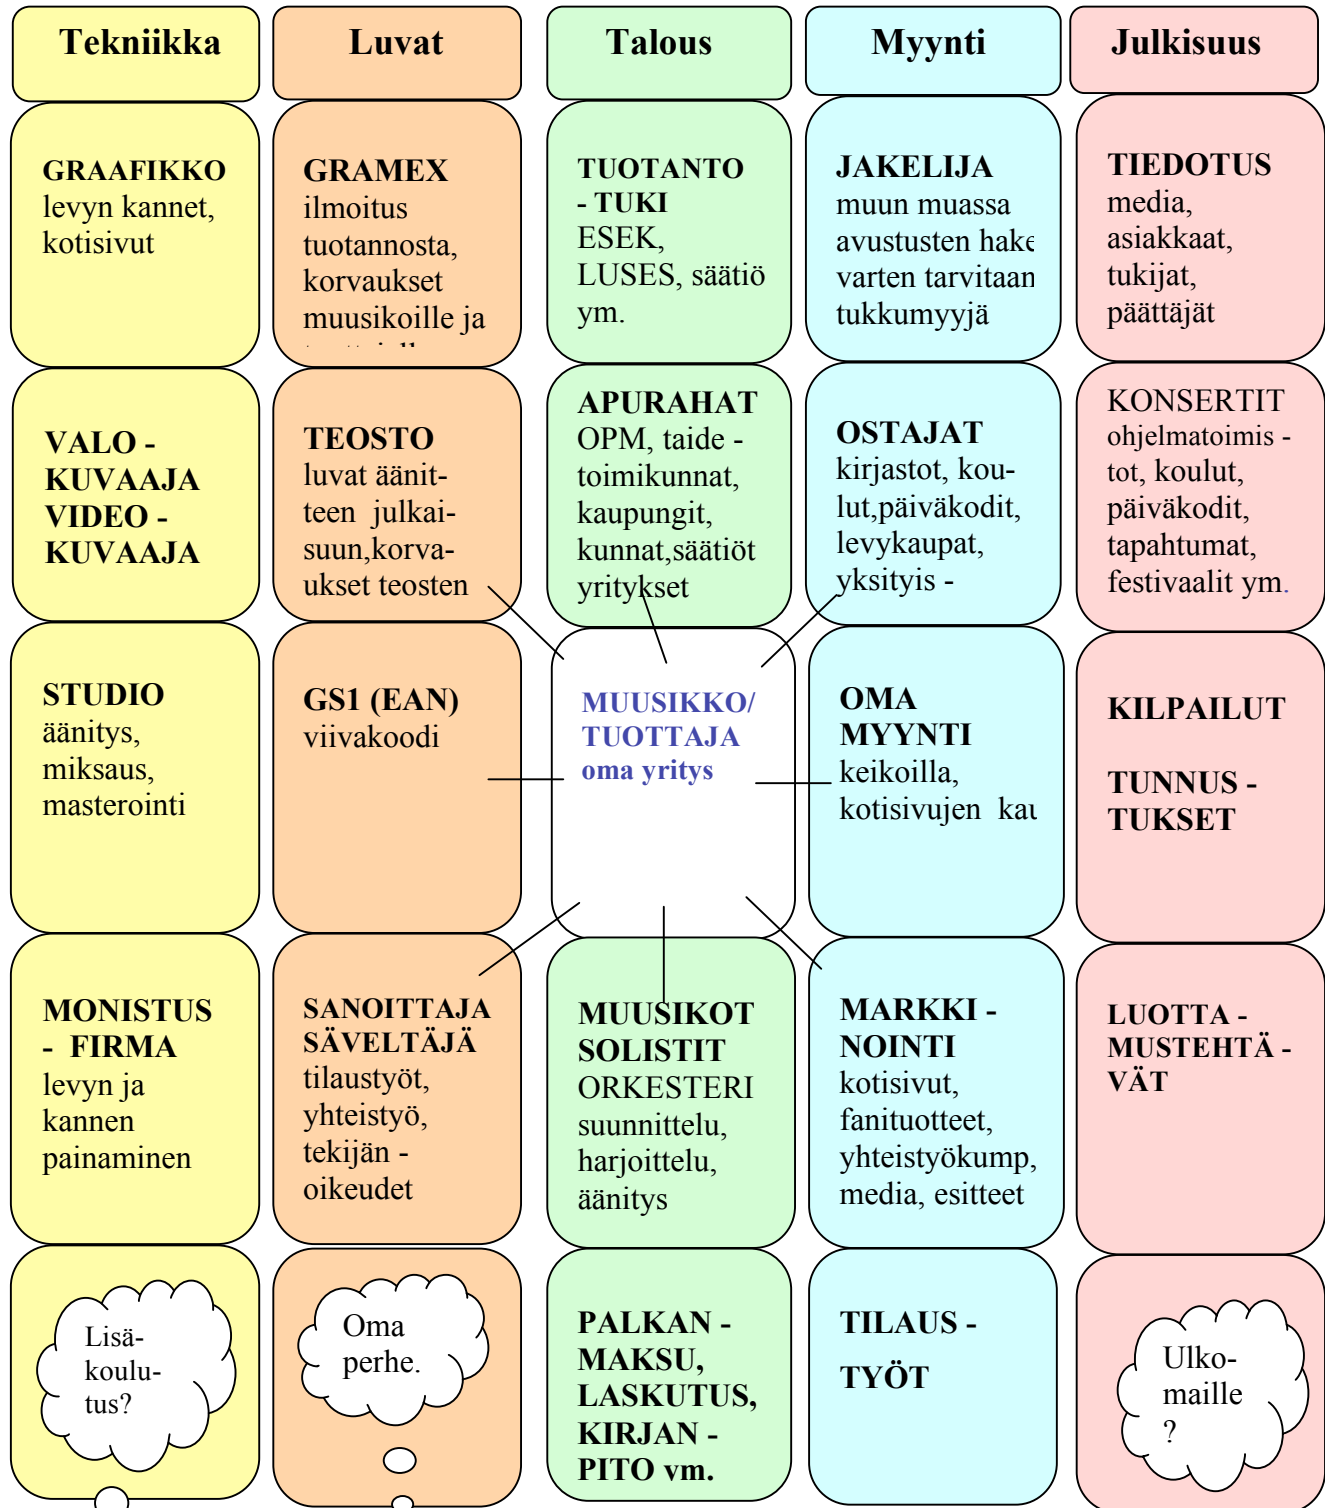 Tekniikka
Luvat
Talous
Myynti
Julkisuus
GRAAFIKKO
levyn kannet,
kotisivut
GRAMEX
ilmoitus
tuotannosta,
korvaukset
muusikoille ja
TUOTANTO
- TUKI
ESEK,
LUSES, säätiö
ym.
JAKELIJA
muun muassa
avustusten hake
varten tarvitaan
tukkumyyjä
TIEDOTUS
media,
asiakkaat,
tukijat,
päättäjät
VALO -
KUVAAJA
VIDEO -
KUVAAJA
TEOSTO
luvat äänit-
teen julkai-
suun,korva-
ukset teosten
APURAHAT
OPM, taide -
toimikunnat,
kaupungit,
kunnat,säätiöt
yritykset
OSTAJAT
kirjastot, kou-
lut,päiväkodit,
levykaupat,
yksityis -
KONSERTIT
ohjelmatoimis -
tot, koulut,
päiväkodit,
tapahtumat,
festivaalit ym.
STUDIO
äänitys,
miksaus,
masterointi
GS1 (EAN)
viivakoodi
MUUSIKKO/
TUOTTAJA
oma yritys
OMA
MYYNTI
keikoilla,
kotisivujen kau
KILPAILUT
TUNNUS -
TUKSET
MONISTUS
- FIRMA
levyn ja
kannen
painaminen
SANOITTAJA
SÄVELTÄJÄ
tilaustyöt,
yhteistyö,
tekijän -
oikeudet
MUUSIKOT
SOLISTIT
ORKESTERI
suunnittelu,
harjoittelu,
äänitys
MARKKI -
NOINTI
kotisivut,
fanituotteet,
yhteistyökump,
media, esitteet
LUOTTA -
MUSTEHTÄ -
VÄT
Lisä-
koulu-
tus?
Oma
perhe.
PALKAN -
MAKSU,
LASKUTUS,
KIRJAN -
PITO vm.
TILAUS -
TYÖT
Ulko-
maille
?